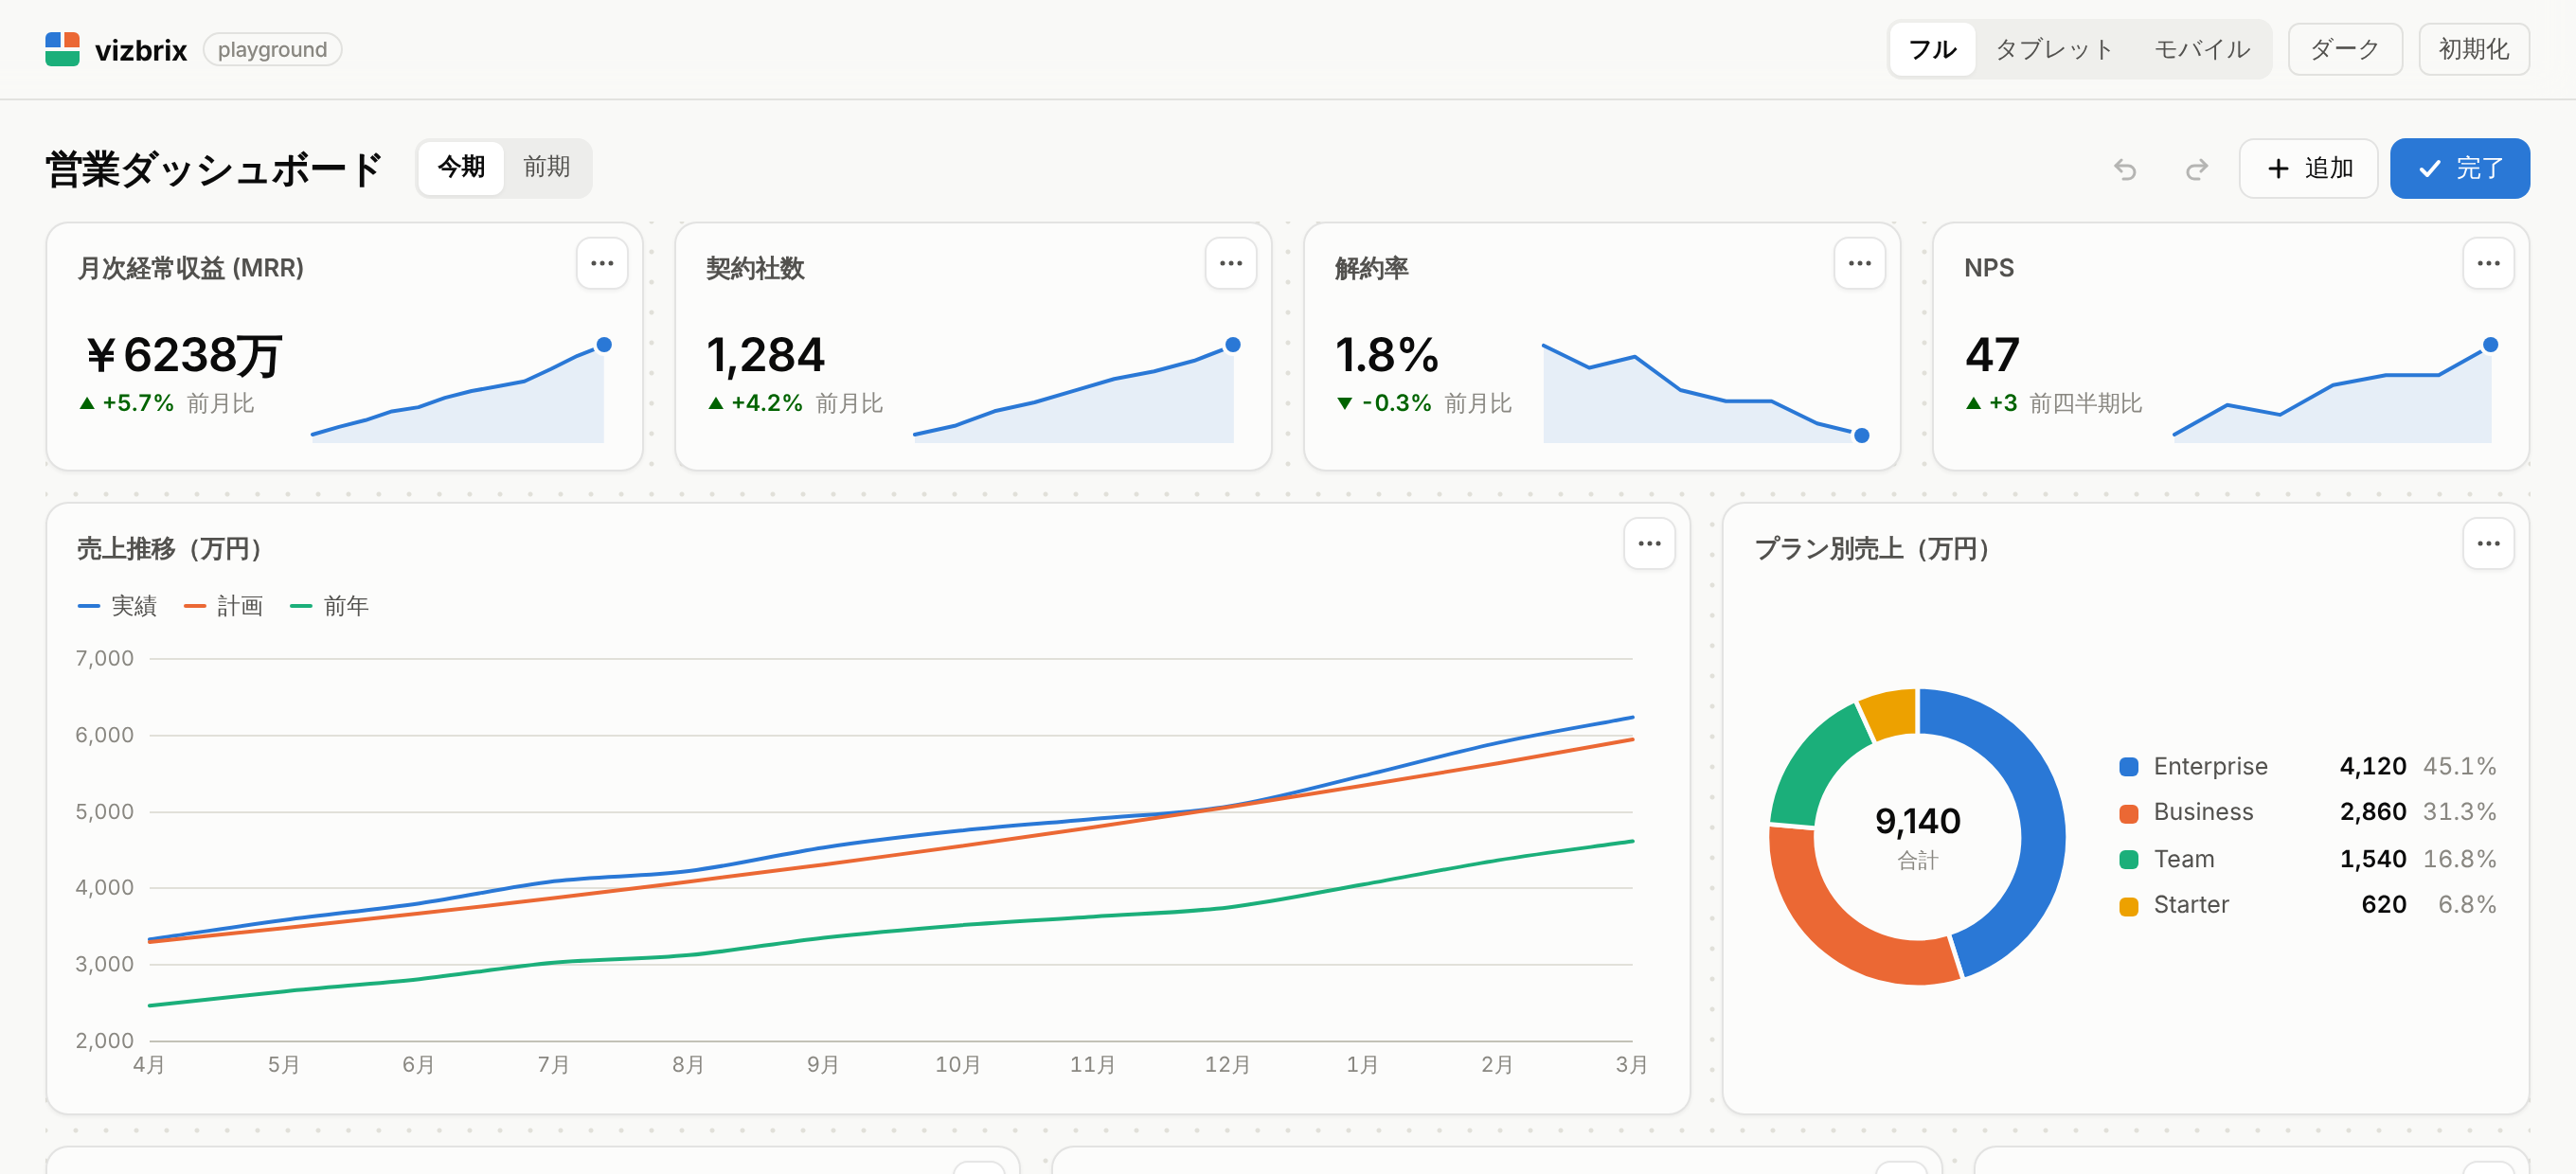 vizbrix playground フル タブレット モバイル ダーク 初期化
営業ダッシュボード 今期 前期 追加 完了
月次経常収益 (MRR)
¥6238万
▲ +5.7% 前月比
契約社数
1,284
▲ +4.2% 前月比
解約率
1.8%
▼ -0.3% 前月比
NPS
47
▲ +3 前四半期比
売上推移（万円）
実績 計画 前年
7,000
6,000
5,000
4,000
3,000
2,000
4月 5月 6月 7月 8月 9月 10月 11月 12月 1月 2月 3月
プラン別売上（万円）
9,140
合計
Enterprise 4,120 45.1%
Business 2,860 31.3%
Team 1,540 16.8%
Starter 620 6.8%